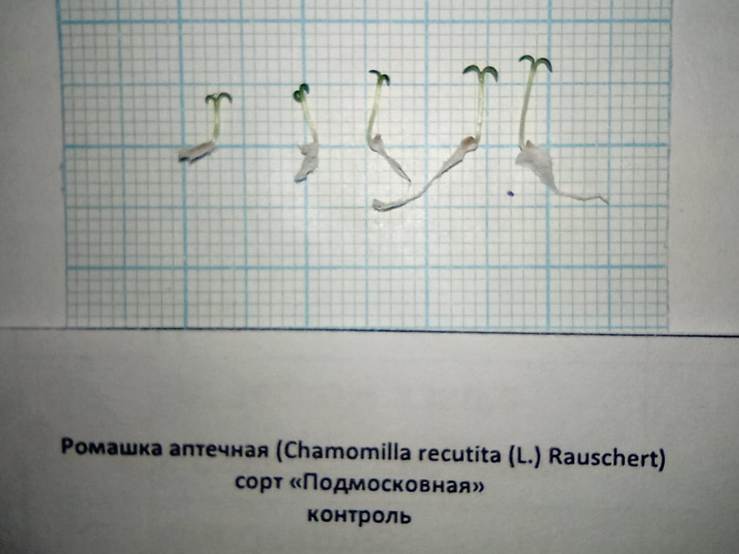 Ромашка аптечная (Chamomilla recutita (L.) Rauschert)
сорт «Подмосковная»
контроль